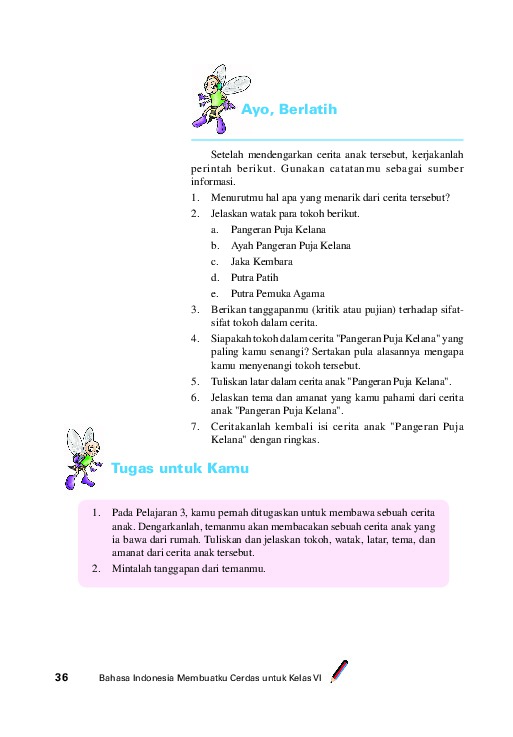 Ayo, Berlatih
Setelah mendengarkan cerita anak tersebut, kerjakanlah
perintah berikut. Gunakan catatanmu sebagai sumber
informasi.
1. Menurutmu hal apa yang menarik dari cerita tersebut?
2. Jelaskan watak para tokoh berikut.
a. Pangeran Puja Kelana
b. Ayah Pangeran Puja Kelana
c. Jaka Kembara
d. Putra Patih
e. Putra Pemuka Agama
3. Berikan tanggapanmu (kritik atau pujian) terhadap sifat-
sifat tokoh dalam cerita.
4. Siapakah tokoh dalam cerita "Pangeran Puja Kelana" yang
paling kamu senangi? Sertakan pula alasannya mengapa
kamu menyenangi tokoh tersebut.
5. Tuliskan latar dalam cerita anak "Pangeran Puja Kelana".
6. Jelaskan tema dan amanat yang kamu pahami dari cerita
anak "Pangeran Puja Kelana".
7. Ceritakanlah kembali isi cerita anak "Pangeran Puja
Kelana" dengan ringkas.
Tugas untuk Kamu
1. Pada Pelajaran 3, kamu pernah ditugaskan untuk membawa sebuah cerita
anak. Dengarkanlah, temanmu akan membacakan sebuah cerita anak yang
ia bawa dari rumah. Tuliskan dan jelaskan tokoh, watak, latar, tema, dan
amanat dari cerita anak tersebut.
2. Mintalah tanggapan dari temanmu.
36 Bahasa Indonesia Membuatku Cerdas untuk Kelas VI